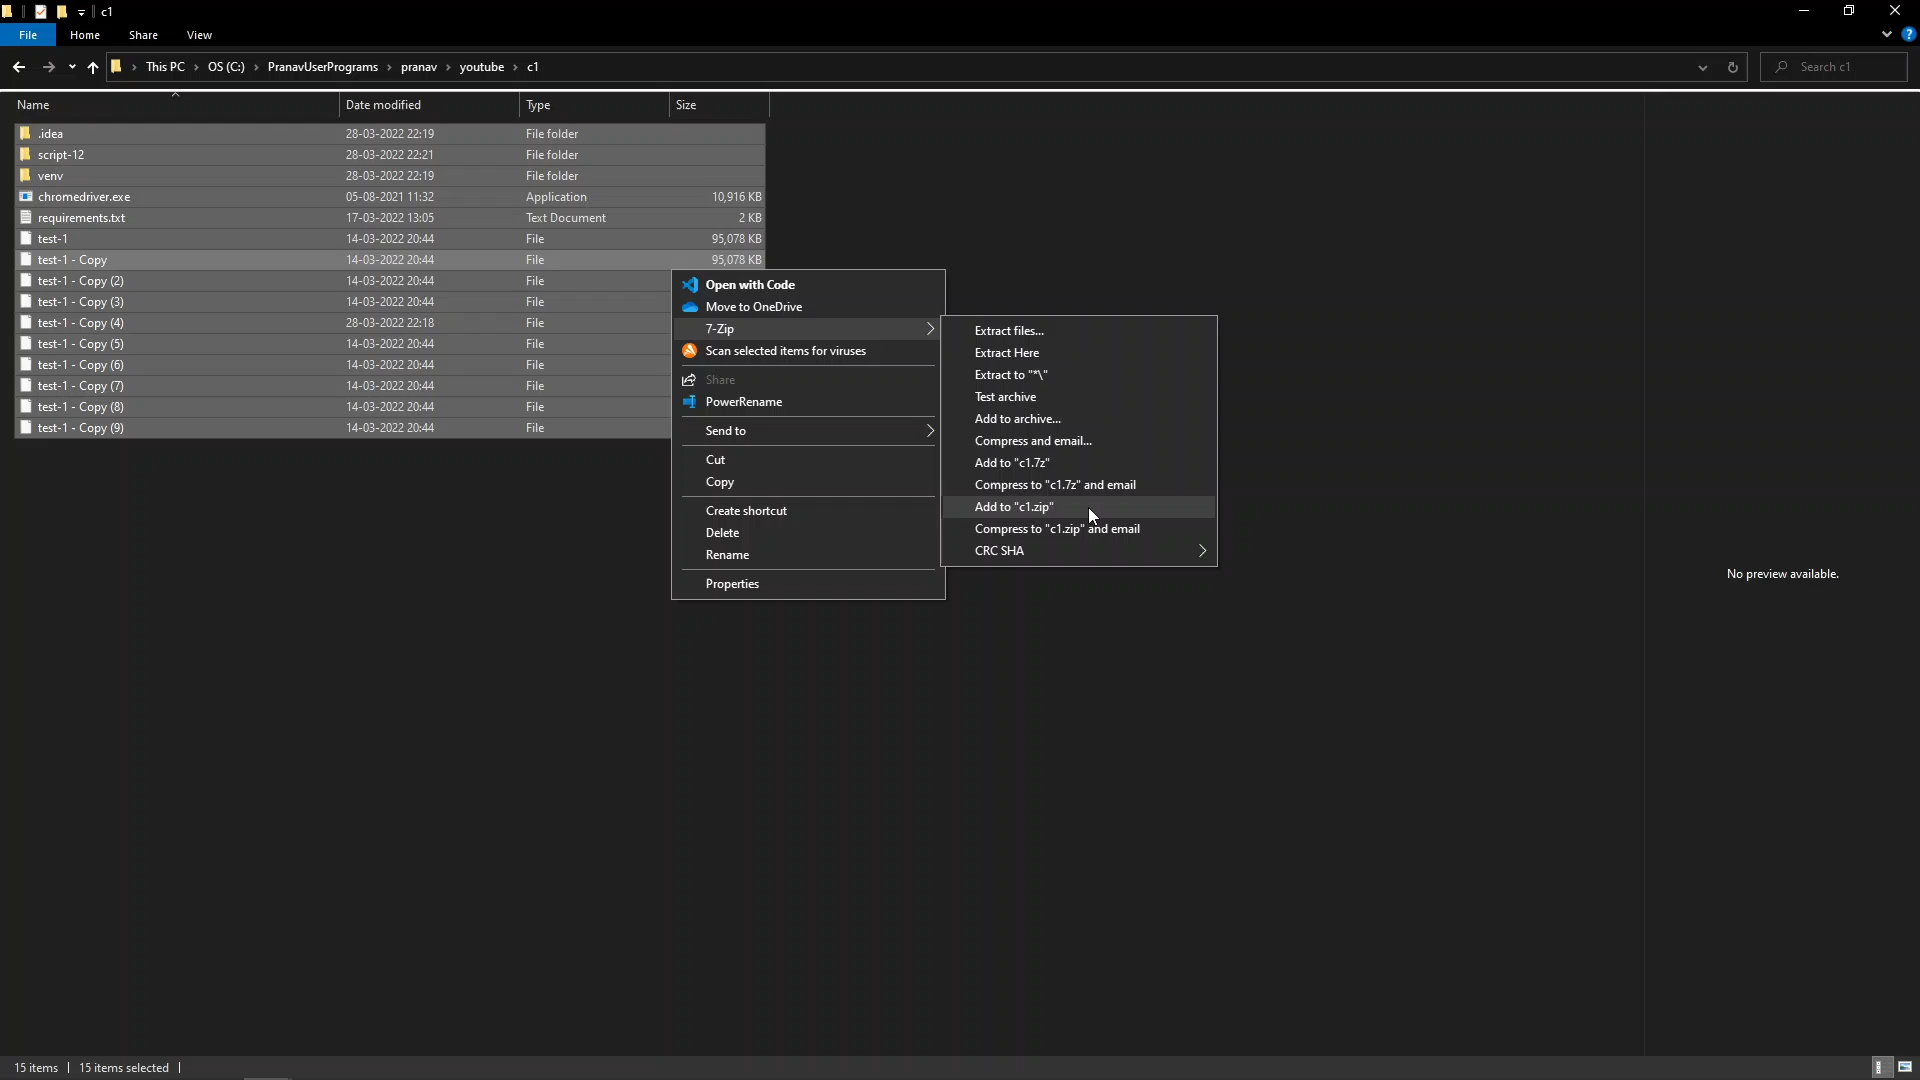 c1
File Home Share View
This PC OS (C:) PranavUserPrograms pranav youtube c1 Search c1
Name Date modified Type Size
.idea 28-03-2022 22:19 File folder
script-12 28-03-2022 22:21 File folder
venv 28-03-2022 22:19 File folder
chromedriver.exe 05-08-2021 11:32 Application 10,916 KB
requirements.txt 17-03-2022 13:05 Text Document 2 KB
test-1 14-03-2022 20:44 File 95,078 KB
test-1 - Copy 14-03-2022 20:44 File 95,078 KB
test-1 - Copy (2) 14-03-2022 20:44 File
test-1 - Copy (3) 14-03-2022 20:44 File
test-1 - Copy (4) 28-03-2022 22:18 File
test-1 - Copy (5) 14-03-2022 20:44 File
test-1 - Copy (6) 14-03-2022 20:44 File
test-1 - Copy (7) 14-03-2022 20:44 File
test-1 - Copy (8) 14-03-2022 20:44 File
test-1 - Copy (9) 14-03-2022 20:44 File
Open with Code
Move to OneDrive
7-Zip
Scan selected items for viruses
Share
PowerRename
Send to
Cut
Copy
Create shortcut
Delete
Rename
Properties
Extract files...
Extract Here
Extract to "*\"
Test archive
Add to archive...
Compress and email...
Add to "c1.7z"
Compress to "c1.7z" and email
Add to "c1.zip"
Compress to "c1.zip" and email
CRC SHA
No preview available.
15 items 15 items selected